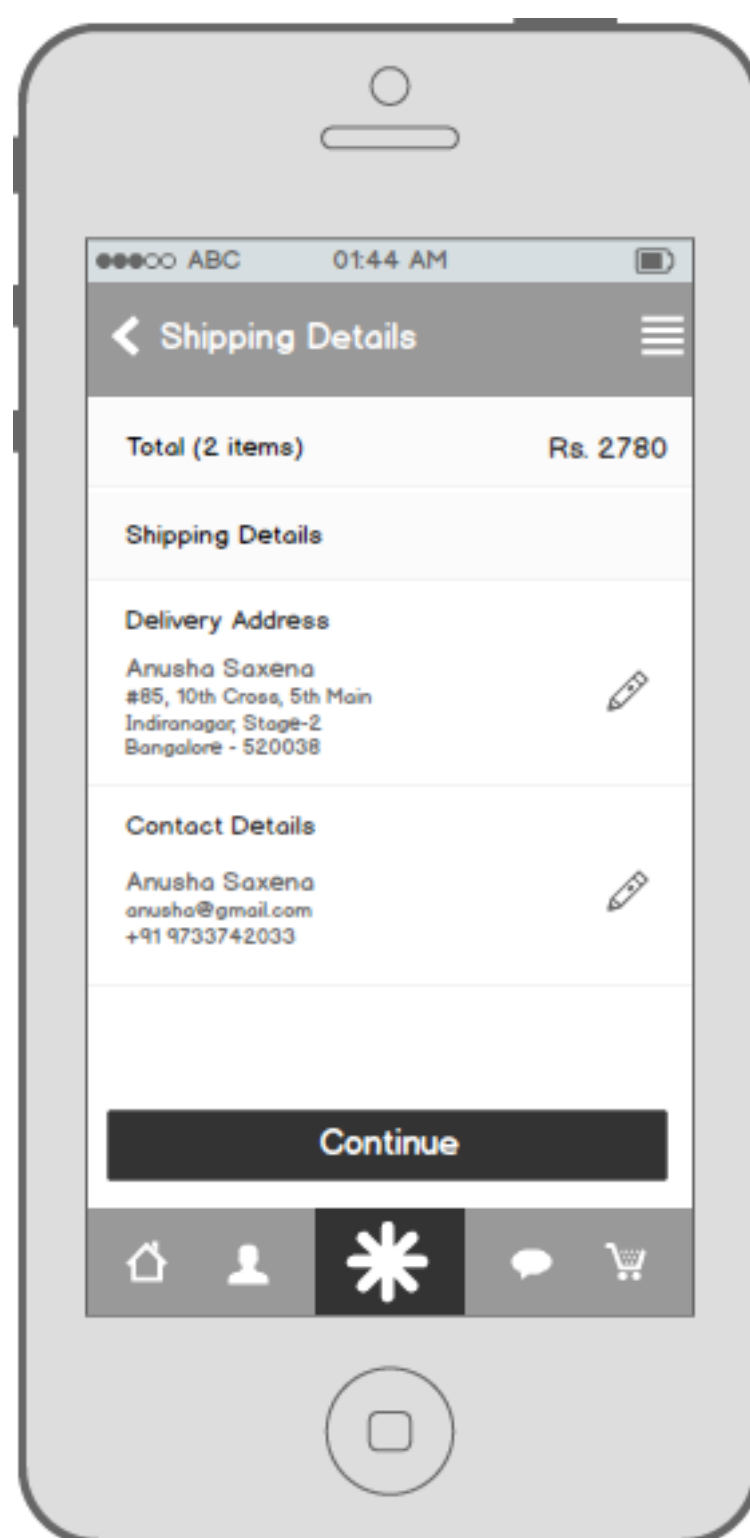 ABC 01:44 AM
Shipping Details
Total (2 items) Rs. 2780
Shipping Details
Delivery Address
Anusha Saxena
#85, 10th Cross, 5th Main
Indiranagar, Stage-2
Bangalore - 520038
Contact Details
Anusha Saxena
anusha@gmail.com
+91 9733742033
Continue